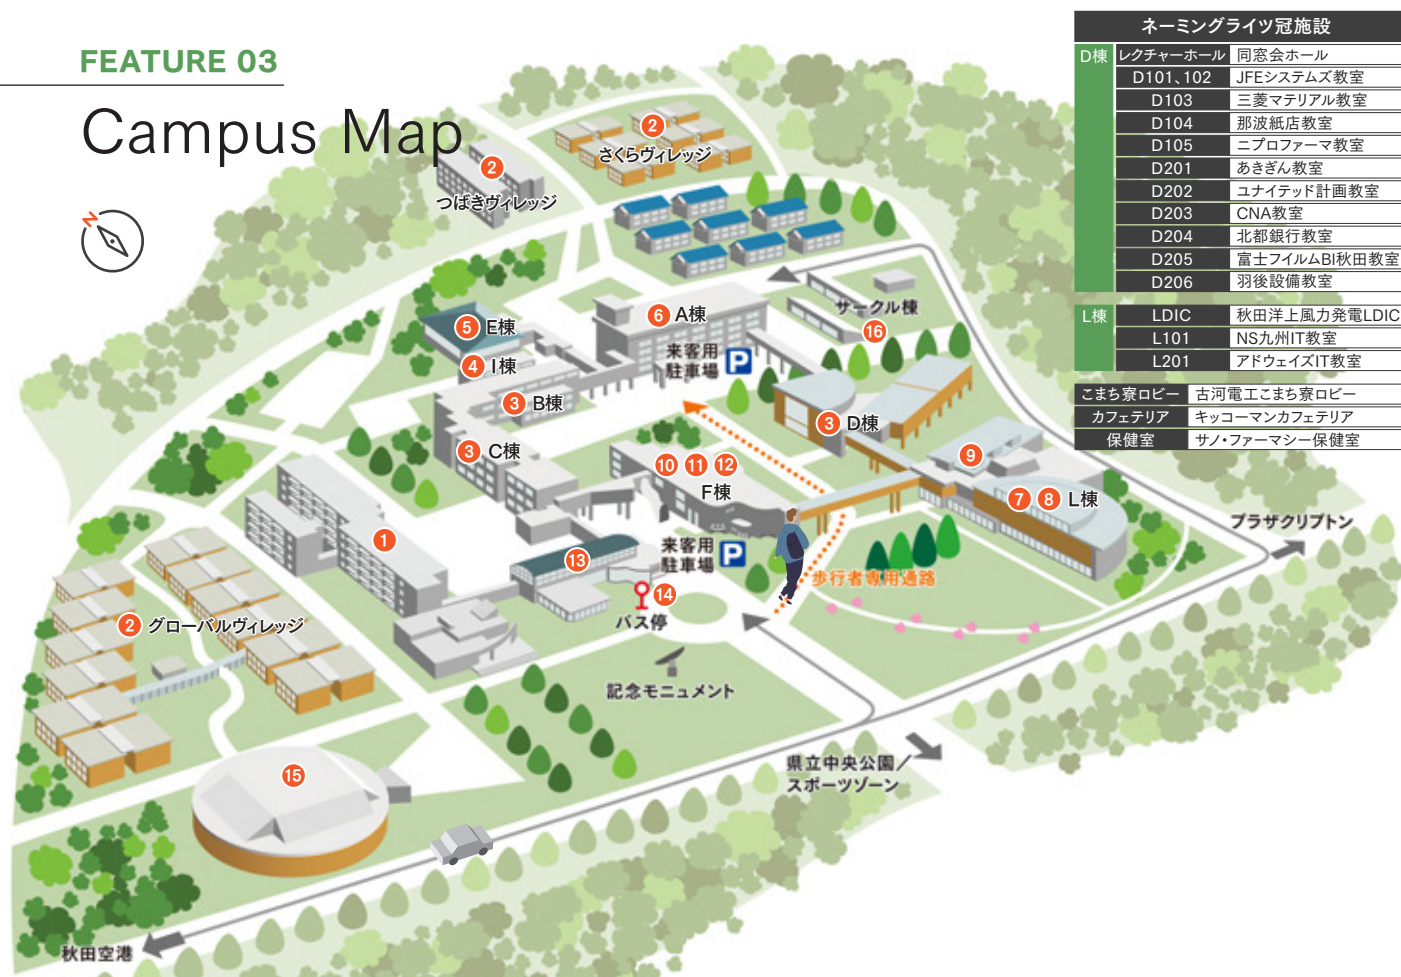 FEATURE 03
Campus Map
N
ネーミングライツ冠施設
D棟 レクチャーホール 同窓会ホール
D101、102 JFEシステムズ教室
D103 三菱マテリアル教室
D104 那波紙店教室
D105 ニプロファーマ教室
D201 あきぎん教室
D202 ユナイテッド計画教室
D203 CNA教室
D204 北都銀行教室
D205 富士フイルムBI秋田教室
D206 羽後設備教室
L棟 LDIC 秋田洋上風力発電LDIC
L101 NS九州IT教室
L201 アドウェイズIT教室
こまち寮ロビー 古河電工こまち寮ロビー
カフェテリア キッコーマンカフェテリア
保健室 サノ・ファーマシー保健室
2
さくらヴィレッジ
2
つばきヴィレッジ
サークル棟
16
6 A棟
5 E棟
来客用
駐車場 P
4 I棟
3 B棟
3 D棟
3 C棟
9
10 11 12
F棟
7 8 L棟
プラザクリプトン
1
来客用
駐車場 P
13
歩行者専用通路
14
バス停
2 グローバルヴィレッジ
記念モニュメント
県立中央公園／
スポーツゾーン
15
秋田空港